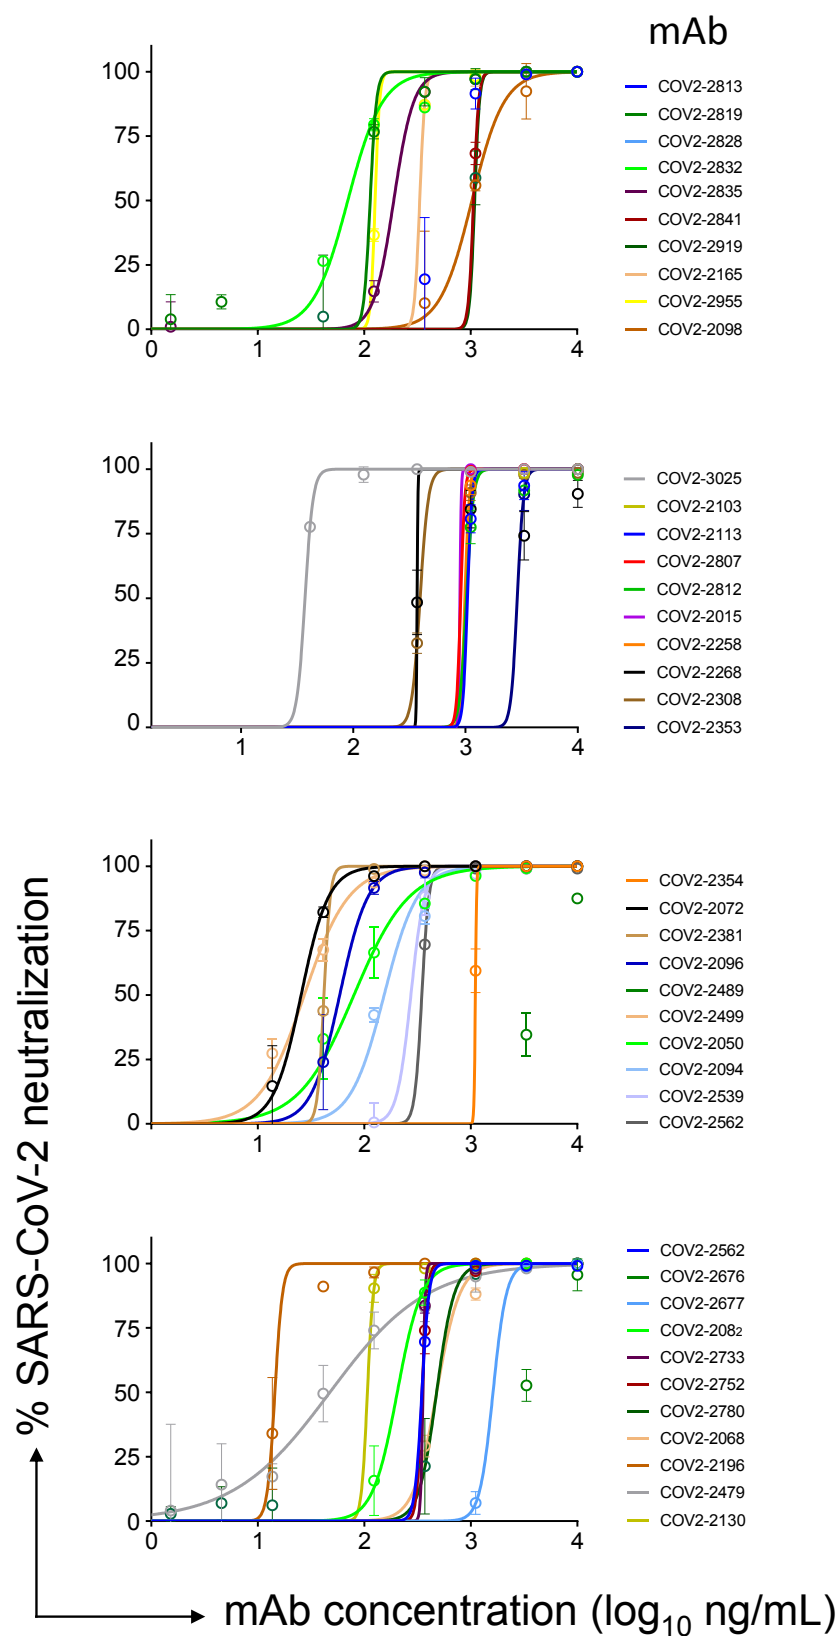 mAb
100
75
50
25
0
0 1 2 3 4
COV2-2813
COV2-2819
COV2-2828
COV2-2832
COV2-2835
COV2-2841
COV2-2919
COV2-2165
COV2-2955
COV2-2098
100
75
50
25
0
1 2 3 4
COV2-3025
COV2-2103
COV2-2113
COV2-2807
COV2-2812
COV2-2015
COV2-2258
COV2-2268
COV2-2308
COV2-2353
100
75
50
25
0
0 1 2 3 4
COV2-2354
COV2-2072
COV2-2381
COV2-2096
COV2-2489
COV2-2499
COV2-2050
COV2-2094
COV2-2539
COV2-2562
100
75
50
25
0
0 1 2 3 4
COV2-2562
COV2-2676
COV2-2677
COV2-2082
COV2-2733
COV2-2752
COV2-2780
COV2-2068
COV2-2196
COV2-2479
COV2-2130
% SARS-CoV-2 neutralization
mAb concentration (log10 ng/mL)